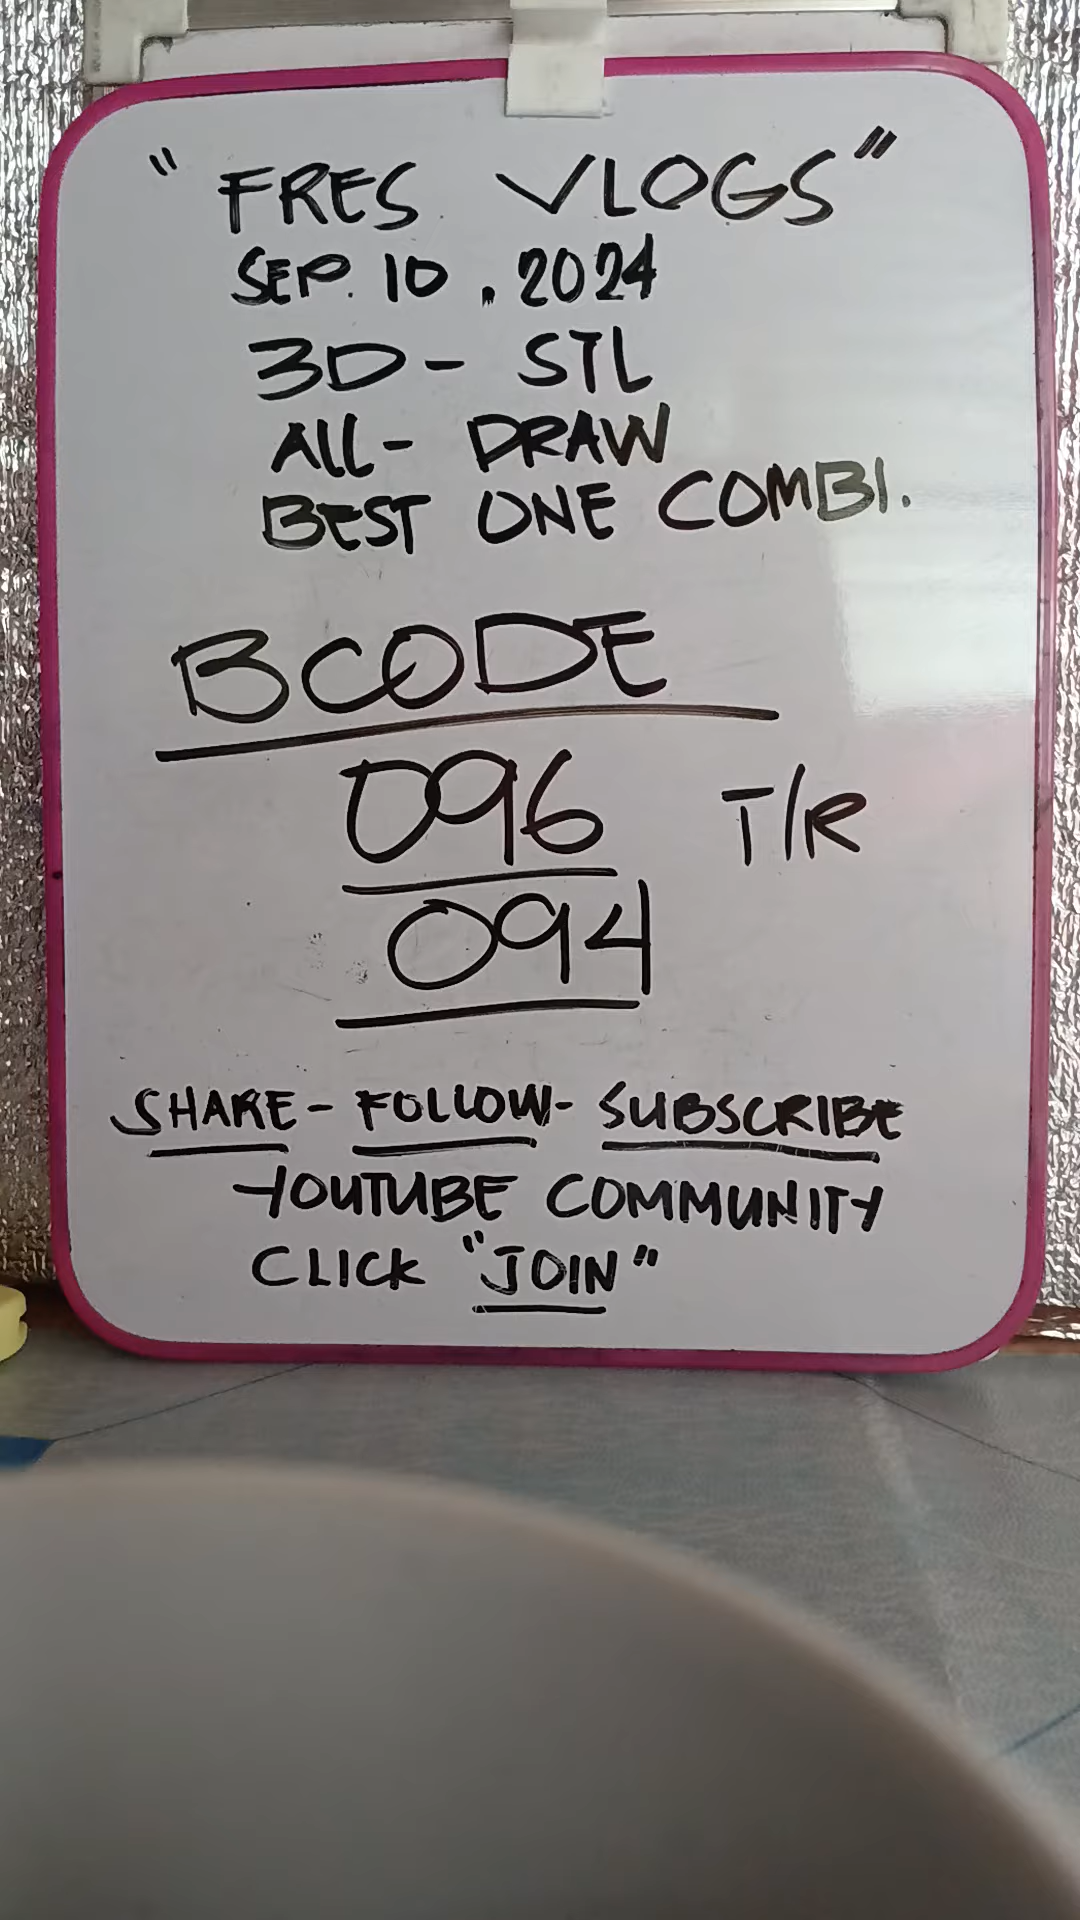 "FRES VLOGS"
SEP. 10, 2024
3D - STL
ALL - DRAW
BEST ONE COMBI.
BCODE
096 T/R
094
SHARE - FOLLOW - SUBSCRIBE
YOUTUBE COMMUNITY
CLICK "JOIN"